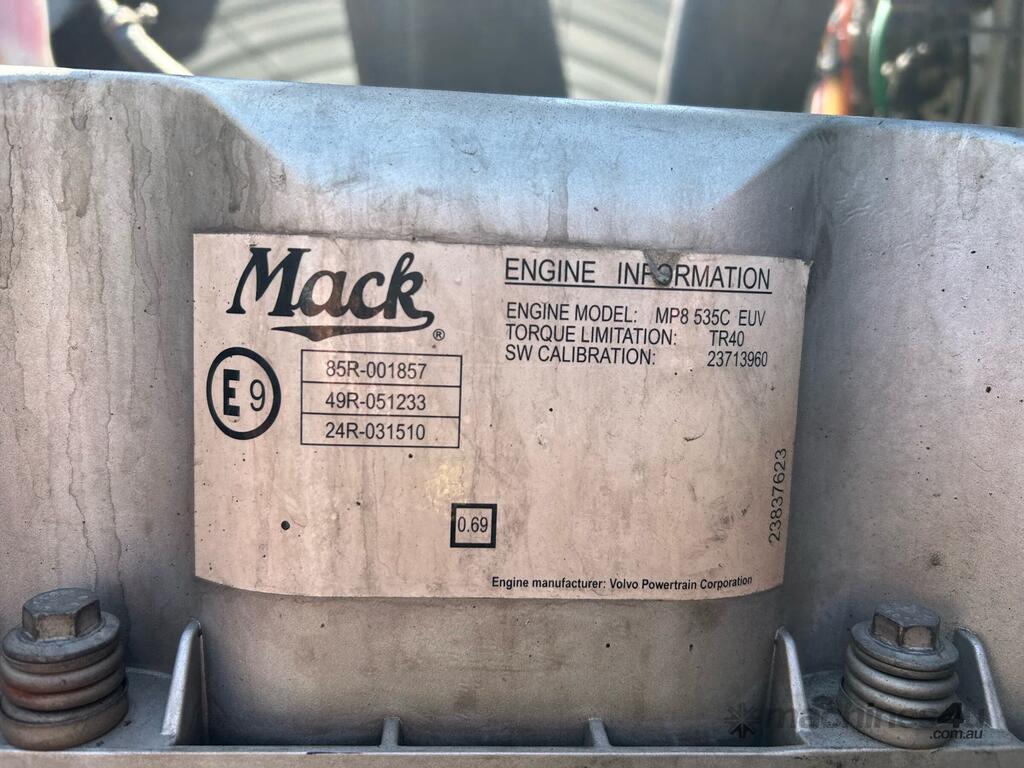 Mack®
ENGINE INFORMATION
ENGINE MODEL: MP8 535C EUV
TORQUE LIMITATION: TR40
SW CALIBRATION: 23713960
E9
85R-001857
49R-051233
24R-031510
0.69
23837623
Engine manufacturer: Volvo Powertrain Corporation
machines4u
.com.au